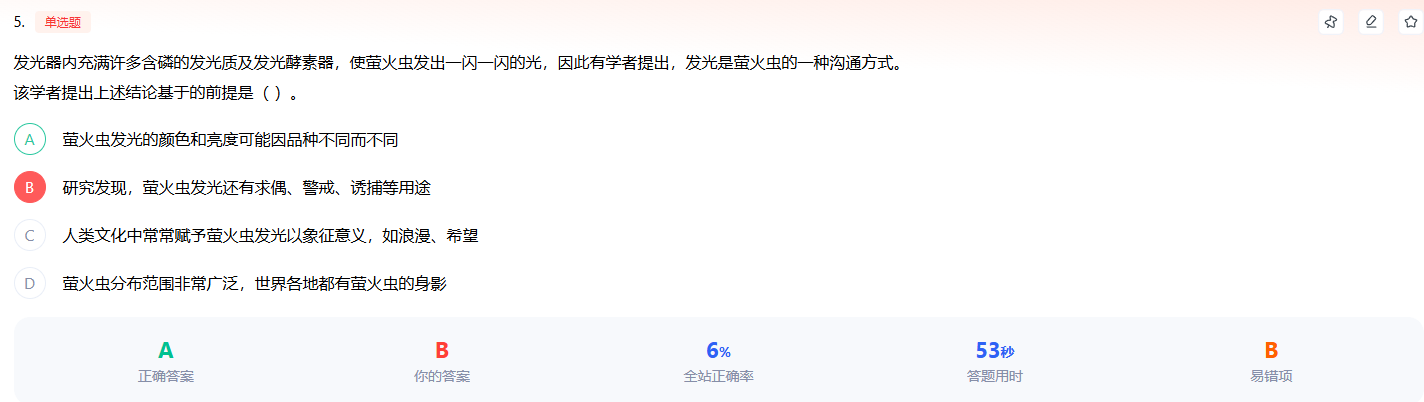 5. 单选题
发光器内充满许多含磷的发光质及发光酵素器，使萤火虫发出一闪一闪的光，因此有学者提出，发光是萤火虫的一种沟通方式。
该学者提出上述结论基于的前提是（ ）。
A 萤火虫发光的颜色和亮度可能因品种不同而不同
B 研究发现，萤火虫发光还有求偶、警戒、诱捕等用途
C 人类文化中常常赋予萤火虫发光以象征意义，如浪漫、希望
D 萤火虫分布范围非常广泛，世界各地都有萤火虫的身影
A B 6% 53秒 B
正确答案 你的答案 全站正确率 答题用时 易错项